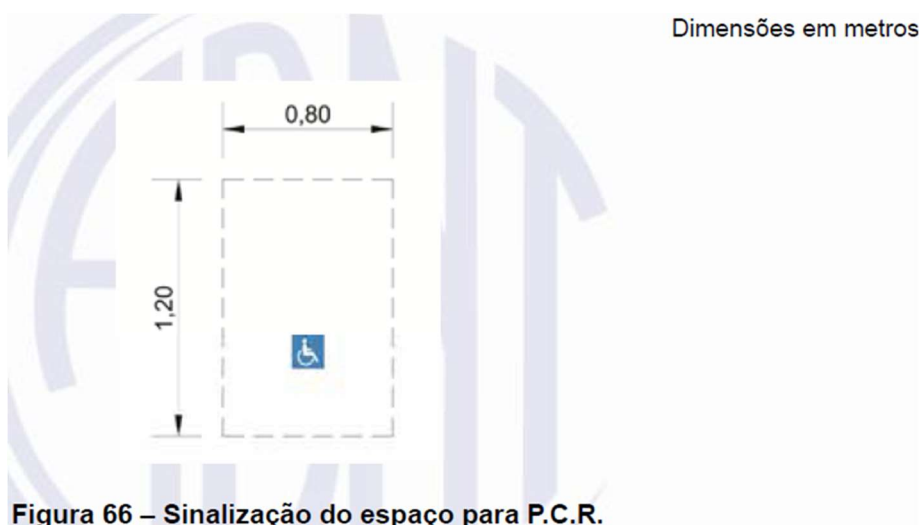 Dimensões em metros
0,80
1,20
Figura 66 – Sinalização do espaço para P.C.R.